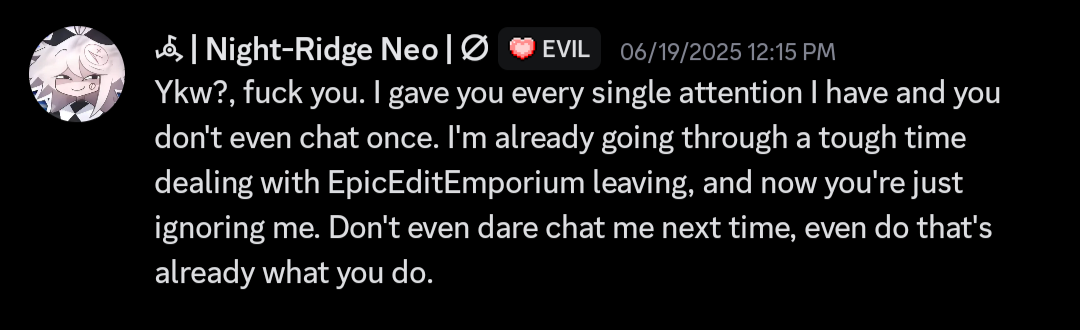 | Night-Ridge Neo | Ø EVIL 06/19/2025 12:15 PM
Ykw?, fuck you. I gave you every single attention I have and you
don't even chat once. I'm already going through a tough time
dealing with EpicEditEmporium leaving, and now you're just
ignoring me. Don't even dare chat me next time, even do that's
already what you do.